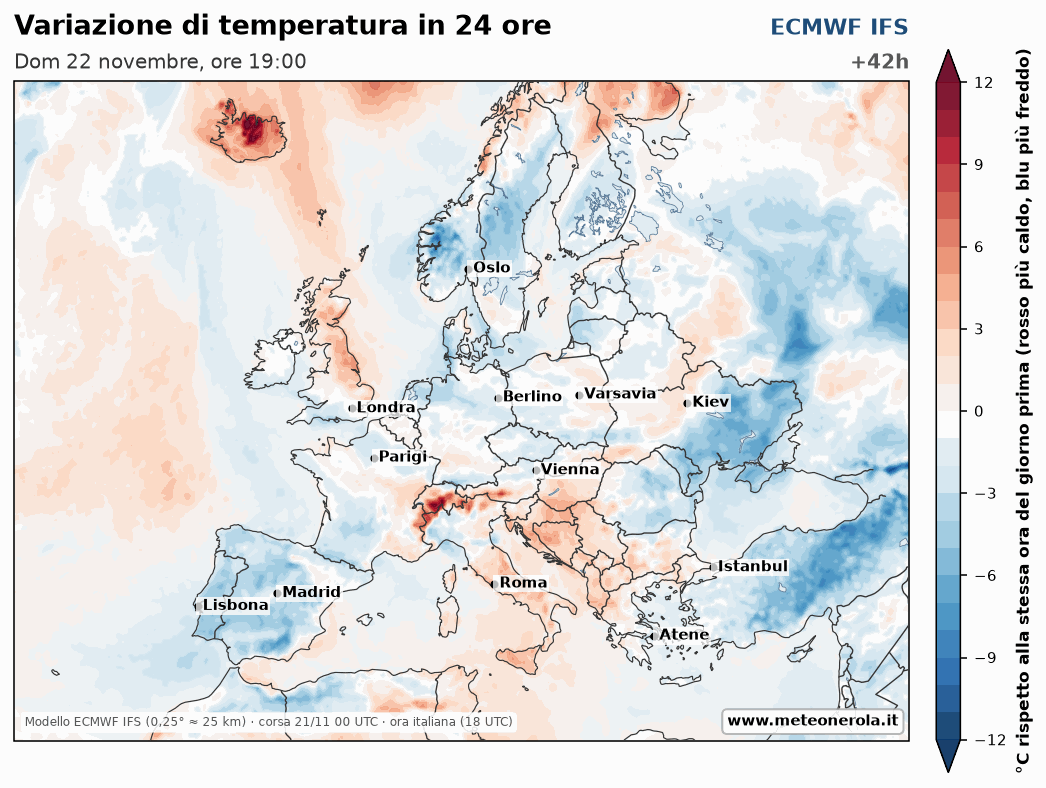 Variazione di temperatura in 24 ore
ECMWF IFS
Dom 22 novembre, ore 19:00
+42h
Oslo
Londra
Berlino
Varsavia
Kiev
Parigi
Vienna
Roma
Istanbul
Madrid
Lisbona
Atene
Modello ECMWF IFS (0,25° ≈ 25 km) · corsa 21/11 00 UTC · ora italiana (18 UTC)
www.meteonerola.it
12
9
6
3
0
−3
−6
−9
−12
°C rispetto alla stessa ora del giorno prima (rosso più caldo, blu più freddo)